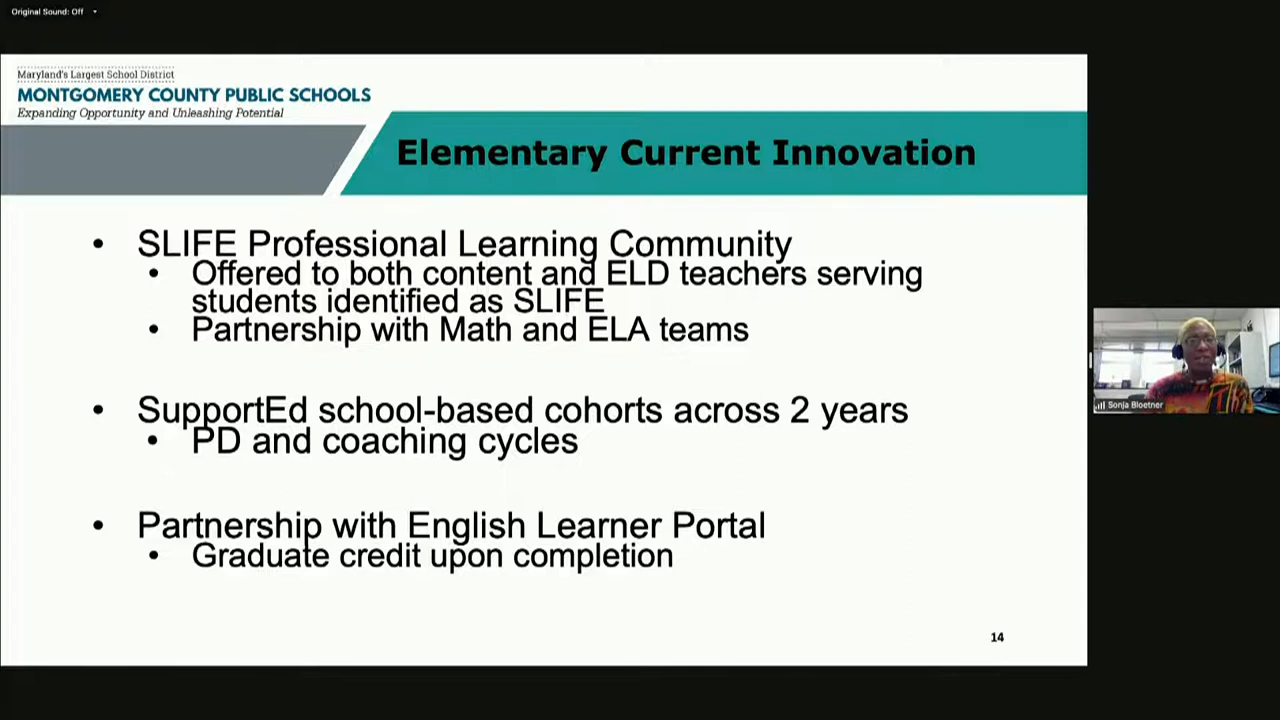 Original Sound: Off
Maryland's Largest School District
MONTGOMERY COUNTY PUBLIC SCHOOLS
Expanding Opportunity and Unleashing Potential
Elementary Current Innovation
• SLIFE Professional Learning Community
• Offered to both content and ELD teachers serving
students identified as SLIFE
• Partnership with Math and ELA teams
• SupportEd school-based cohorts across 2 years
• PD and coaching cycles
• Partnership with English Learner Portal
• Graduate credit upon completion
14
Sonja Bloetner